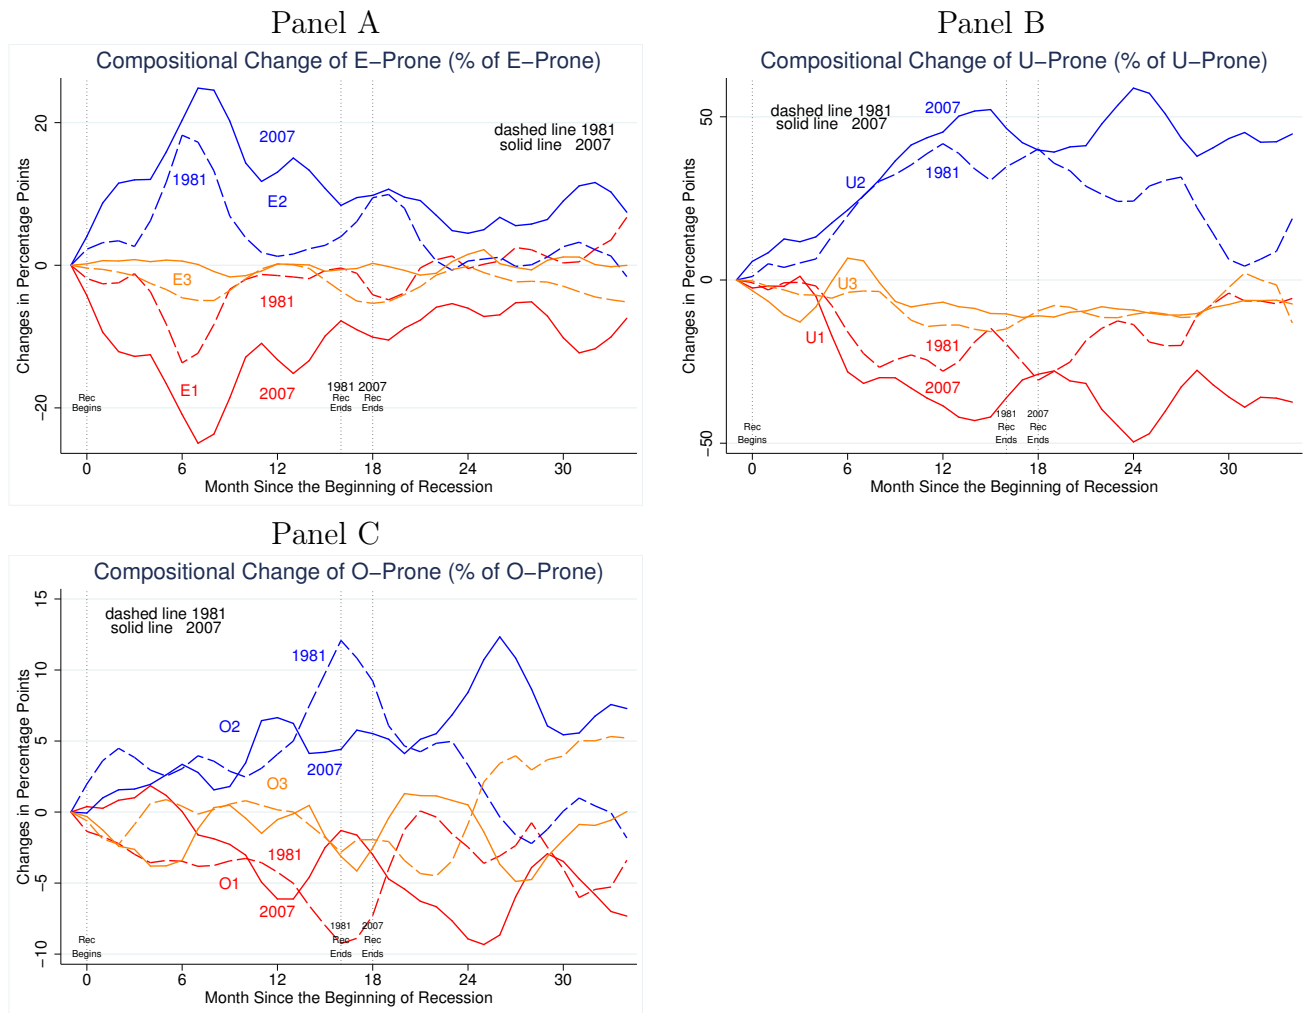 Panel A
Compositional Change of E−Prone (% of E−Prone)
Changes in Percentage Points
20
0
−20
dashed line 1981
solid line 2007
2007
1981
E2
E3
1981
E1
2007
Rec
Begins
1981
Rec
Ends
2007
Rec
Ends
0 6 12 18 24 30
Month Since the Beginning of Recession
Panel B
Compositional Change of U−Prone (% of U−Prone)
Changes in Percentage Points
50
0
−50
dashed line 1981
solid line 2007
2007
U2
1981
U3
U1
1981
2007
Rec
Begins
1981
Rec
Ends
2007
Rec
Ends
0 6 12 18 24 30
Month Since the Beginning of Recession
Panel C
Compositional Change of O−Prone (% of O−Prone)
Changes in Percentage Points
15
10
5
0
−5
−10
dashed line 1981
solid line 2007
1981
O2
2007
O3
1981
O1
2007
Rec
Begins
1981
Rec
Ends
2007
Rec
Ends
0 6 12 18 24 30
Month Since the Beginning of Recession